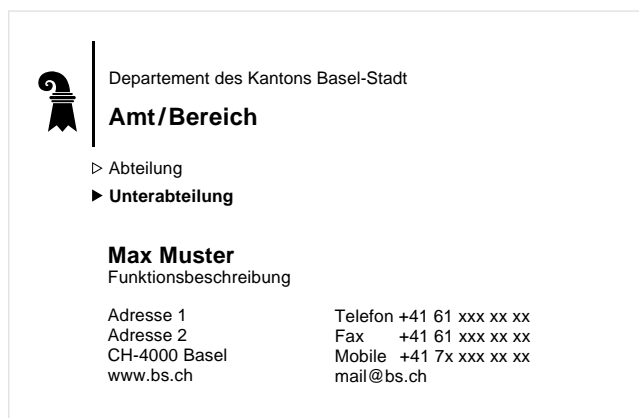 Departement des Kantons Basel-Stadt
Amt/Bereich
Abteilung
Unterabteilung
Max Muster
Funktionsbeschreibung
Adresse 1
Adresse 2
CH-4000 Basel
www.bs.ch
Telefon +41 61 xxx xx xx
Fax +41 61 xxx xx xx
Mobile +41 7x xxx xx xx
mail@bs.ch